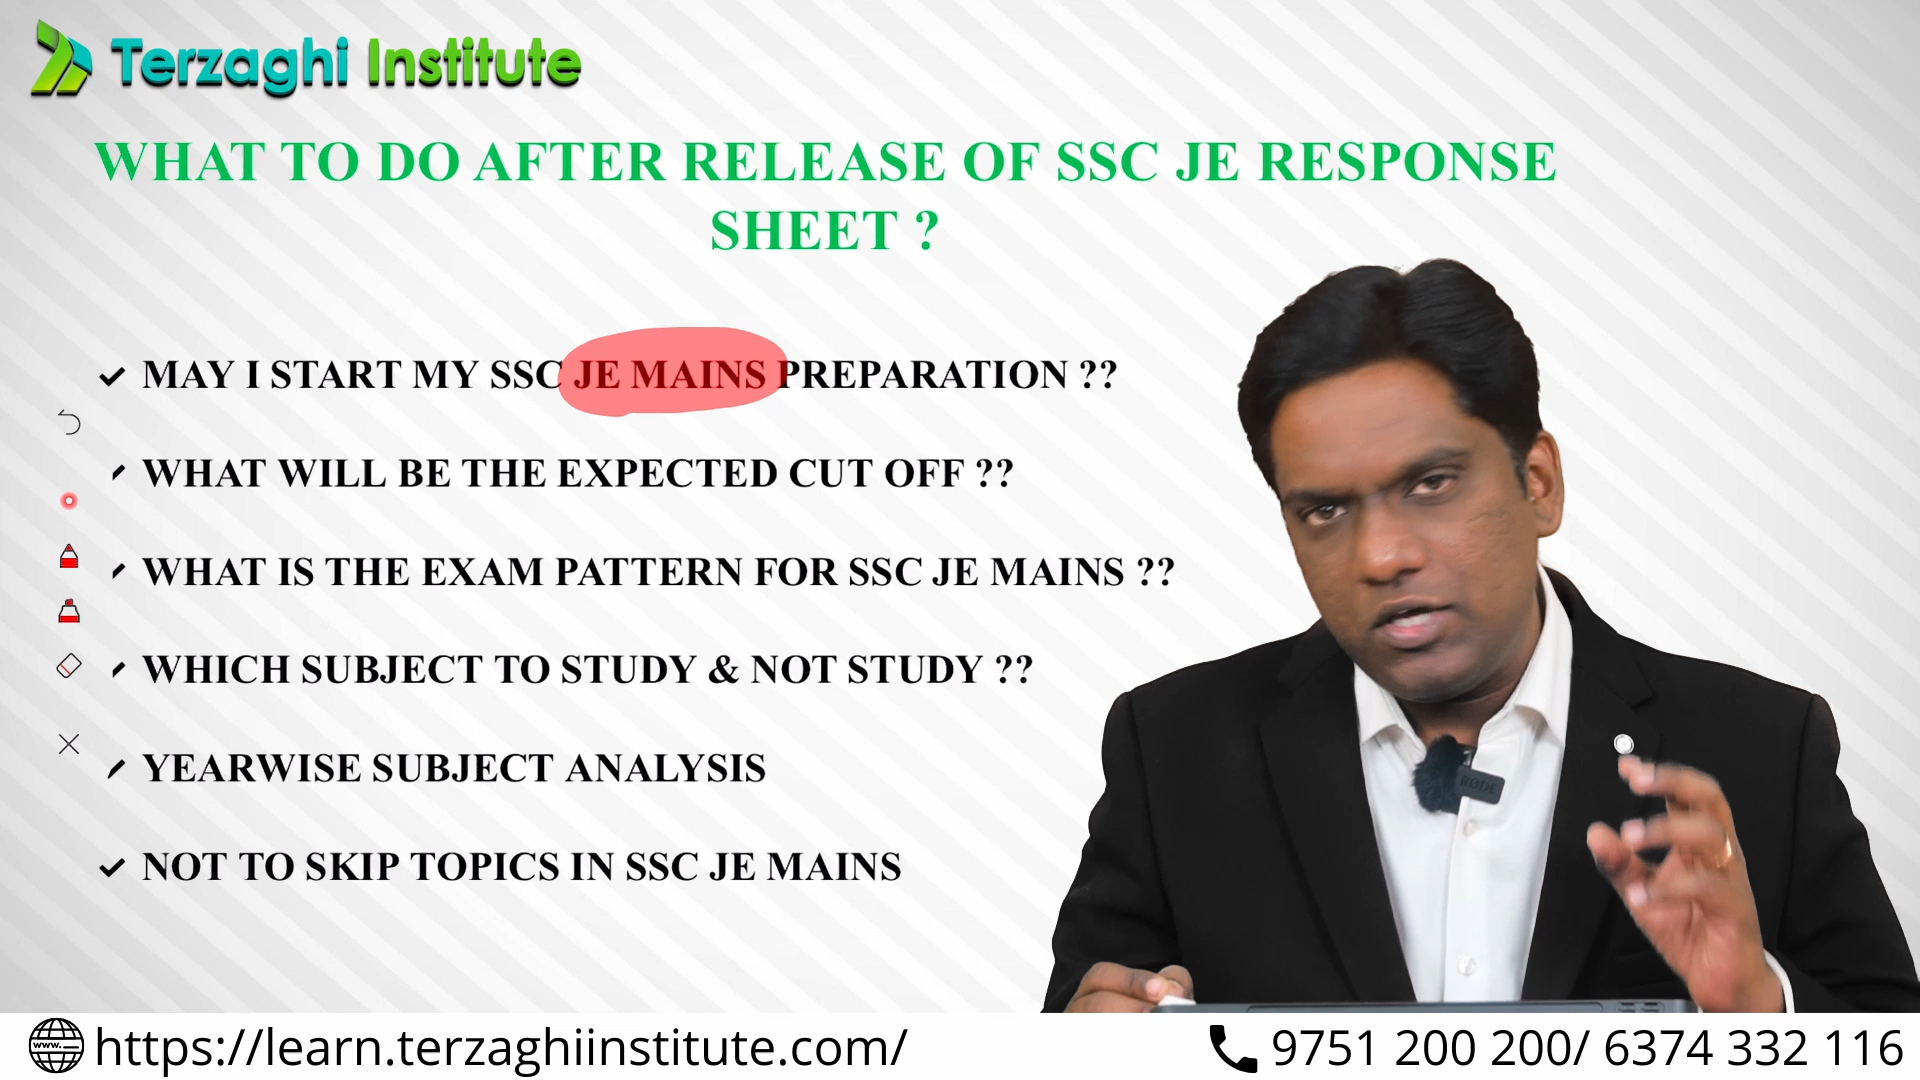 Terzaghi Institute
WHAT TO DO AFTER RELEASE OF SSC JE RESPONSE
SHEET ?
MAY I START MY SSC JE MAINS PREPARATION ??
WHAT WILL BE THE EXPECTED CUT OFF ??
WHAT IS THE EXAM PATTERN FOR SSC JE MAINS ??
WHICH SUBJECT TO STUDY & NOT STUDY ??
YEARWISE SUBJECT ANALYSIS
NOT TO SKIP TOPICS IN SSC JE MAINS
RODE
www.
https://learn.terzaghiinstitute.com/
9751 200 200/ 6374 332 116